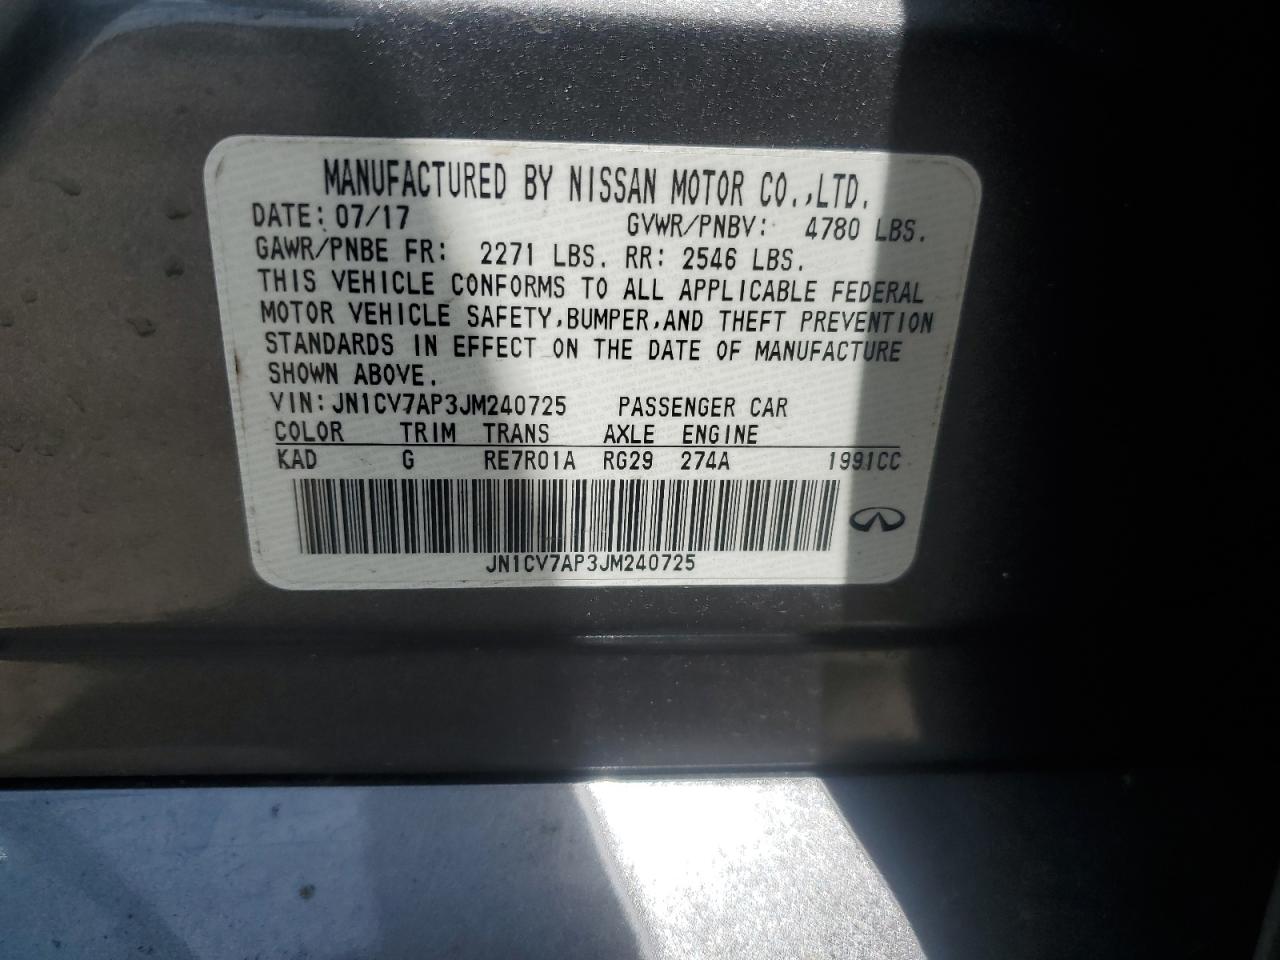 MANUFACTURED BY NISSAN MOTOR CO.,LTD.
DATE: 07/17 GVWR/PNBV: 4780 LBS.
GAWR/PNBE FR: 2271 LBS. RR: 2546 LBS.
THIS VEHICLE CONFORMS TO ALL APPLICABLE FEDERAL
MOTOR VEHICLE SAFETY,BUMPER,AND THEFT PREVENTION
STANDARDS IN EFFECT ON THE DATE OF MANUFACTURE
SHOWN ABOVE.
VIN: JN1CV7AP3JM240725 PASSENGER CAR
COLOR TRIM TRANS AXLE ENGINE
KAD G RE7R01A RG29 274A 1991CC
JN1CV7AP3JM240725